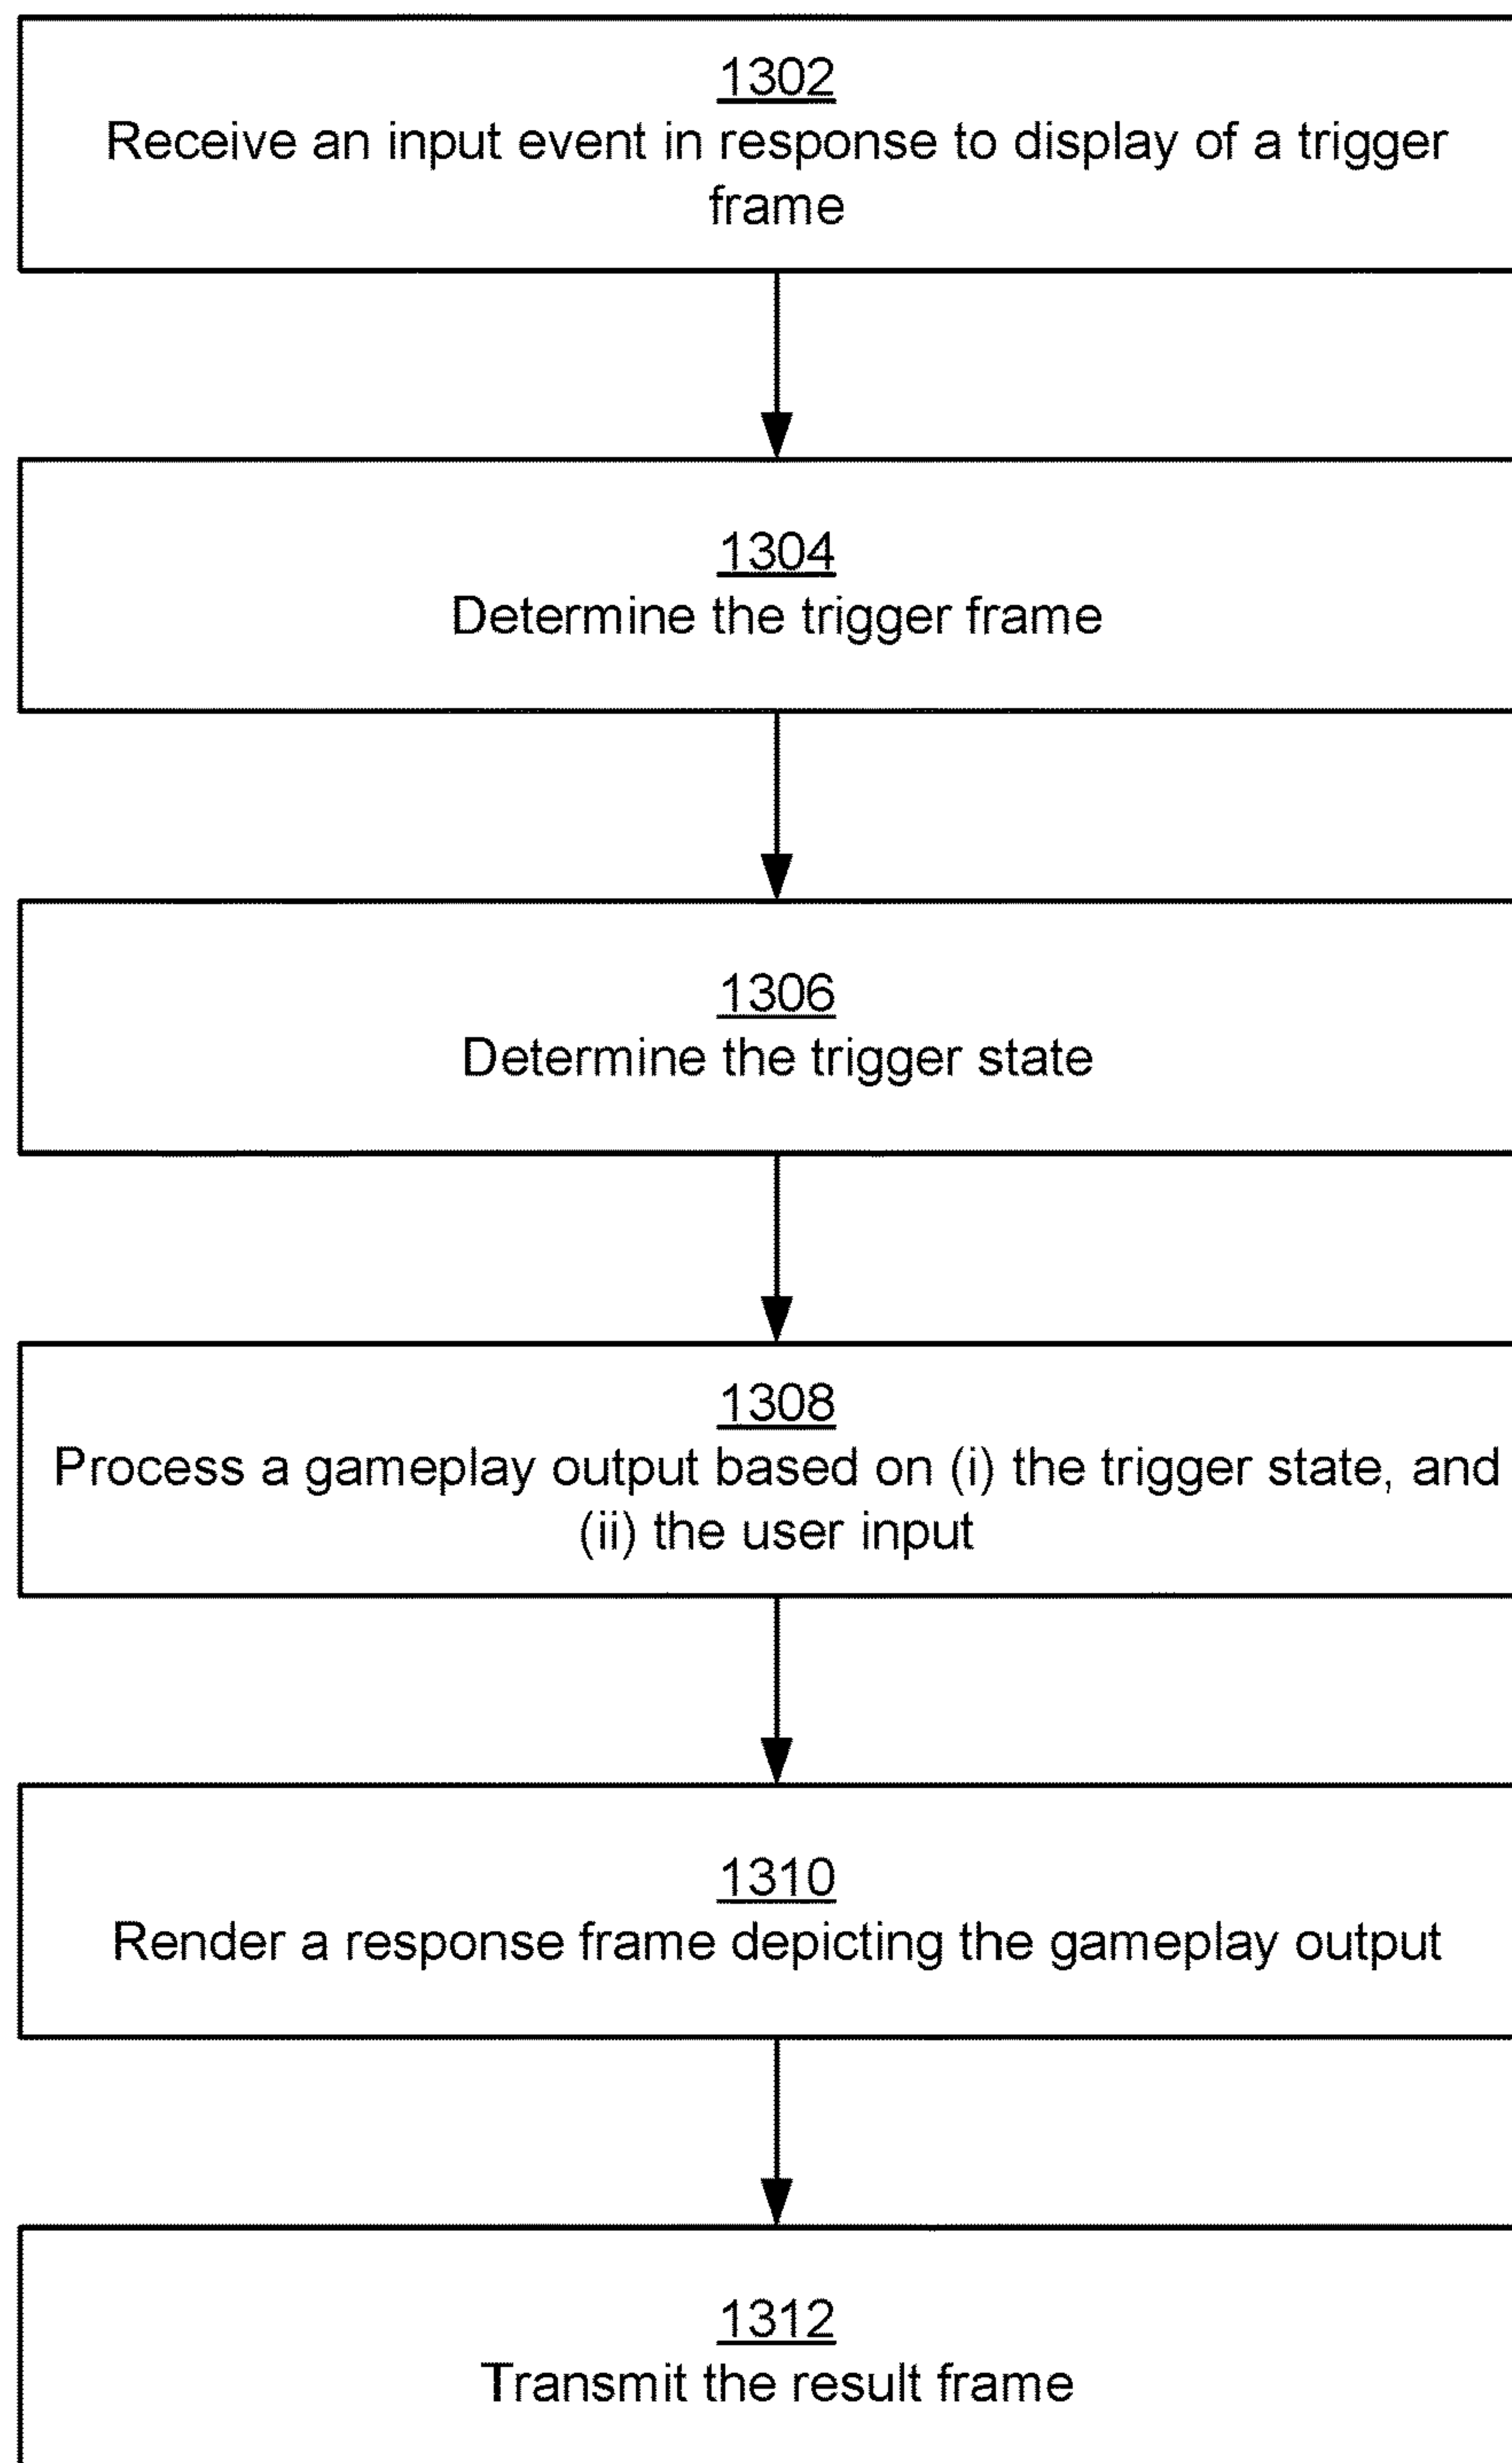 1302
Receive an input event in response to display of a trigger
frame
1304
Determine the trigger frame
1306
Determine the trigger state
1308
Process a gameplay output based on (i) the trigger state, and
(ii) the user input
1310
Render a response frame depicting the gameplay output
1312
Transmit the result frame